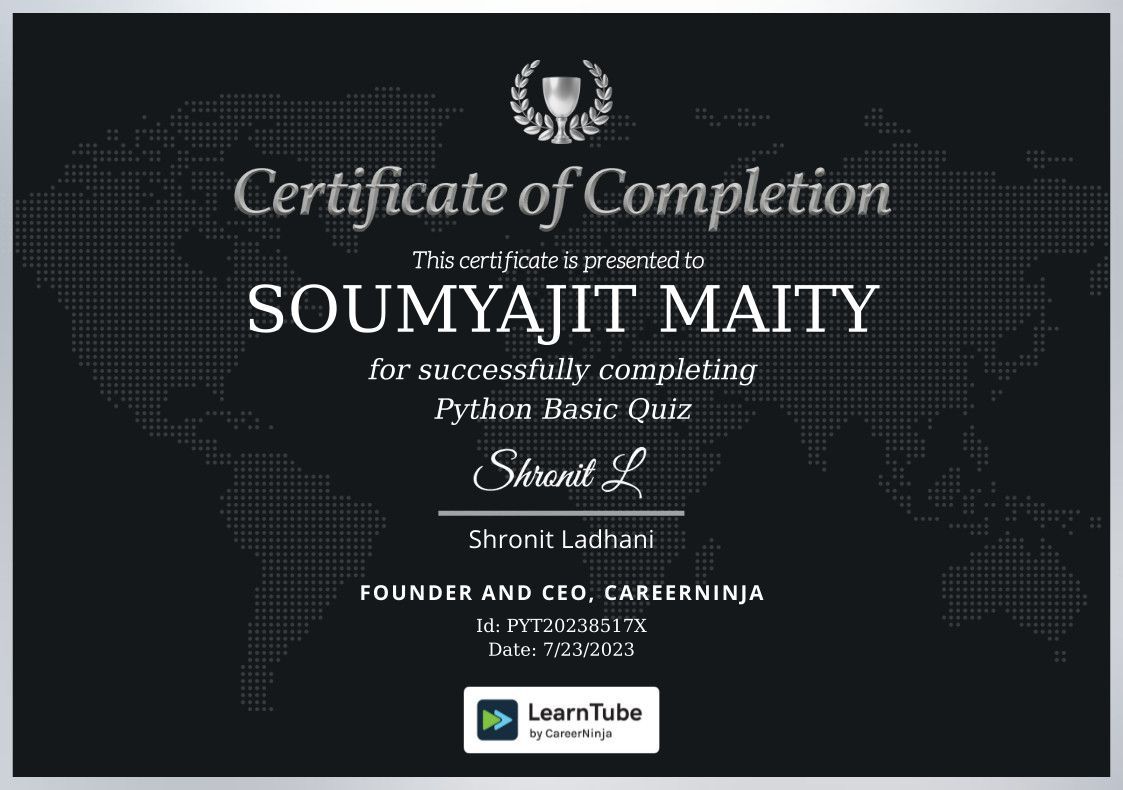 Certificate of Completion
This certificate is presented to
SOUMYAJIT MAITY
for successfully completing
Python Basic Quiz
Shronit L
Shronit Ladhani
FOUNDER AND CEO, CAREERNINJA
Id: PYT20238517X
Date: 7/23/2023
LearnTube
by CareerNinja